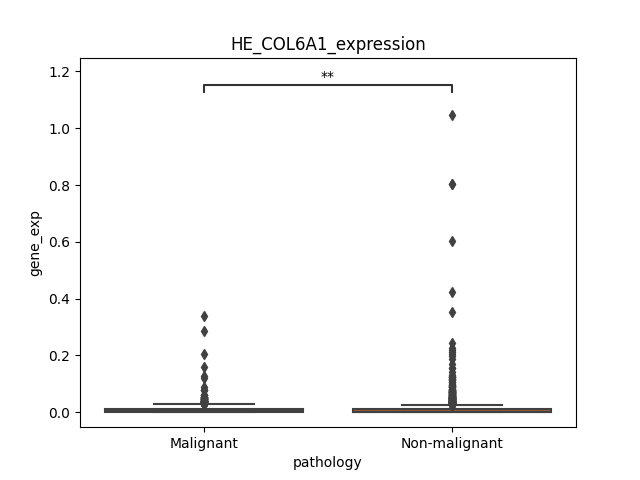 HE_COL6A1_expression
**
1.2
1.0
0.8
0.6
0.4
0.2
0.0
gene_exp
Malignant
Non-malignant
pathology